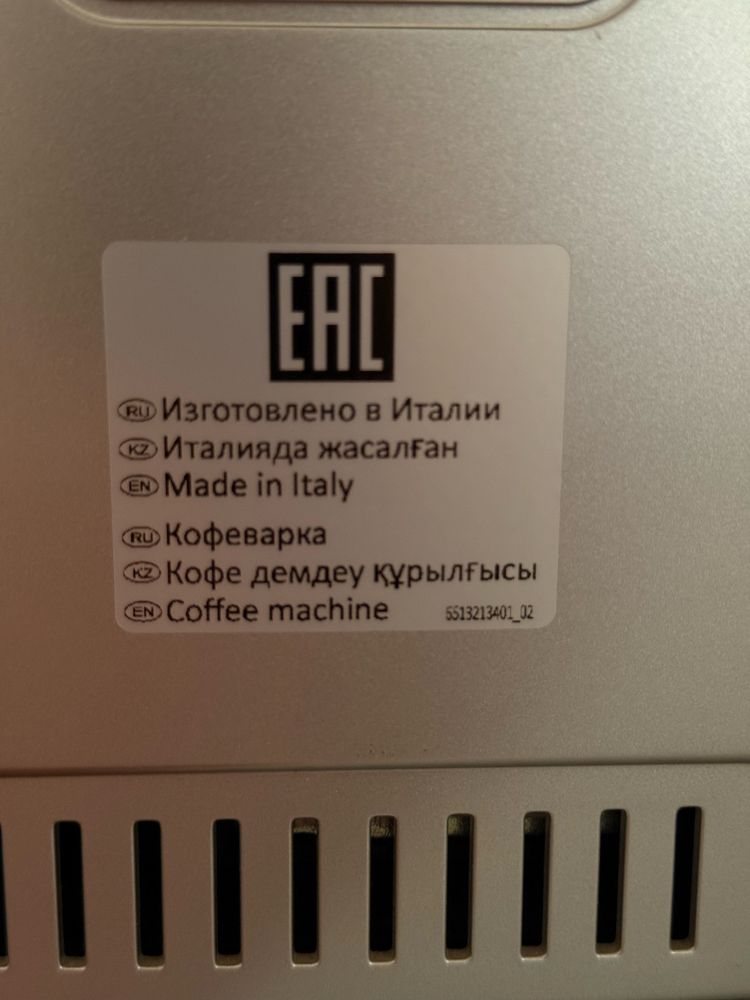 EAC
RU Изготовлено в Италии
KZ Италияда жасалған
EN Made in Italy
RU Кофеварка
KZ Кофе демдеу құрылғысы
EN Coffee machine 5513213401_02